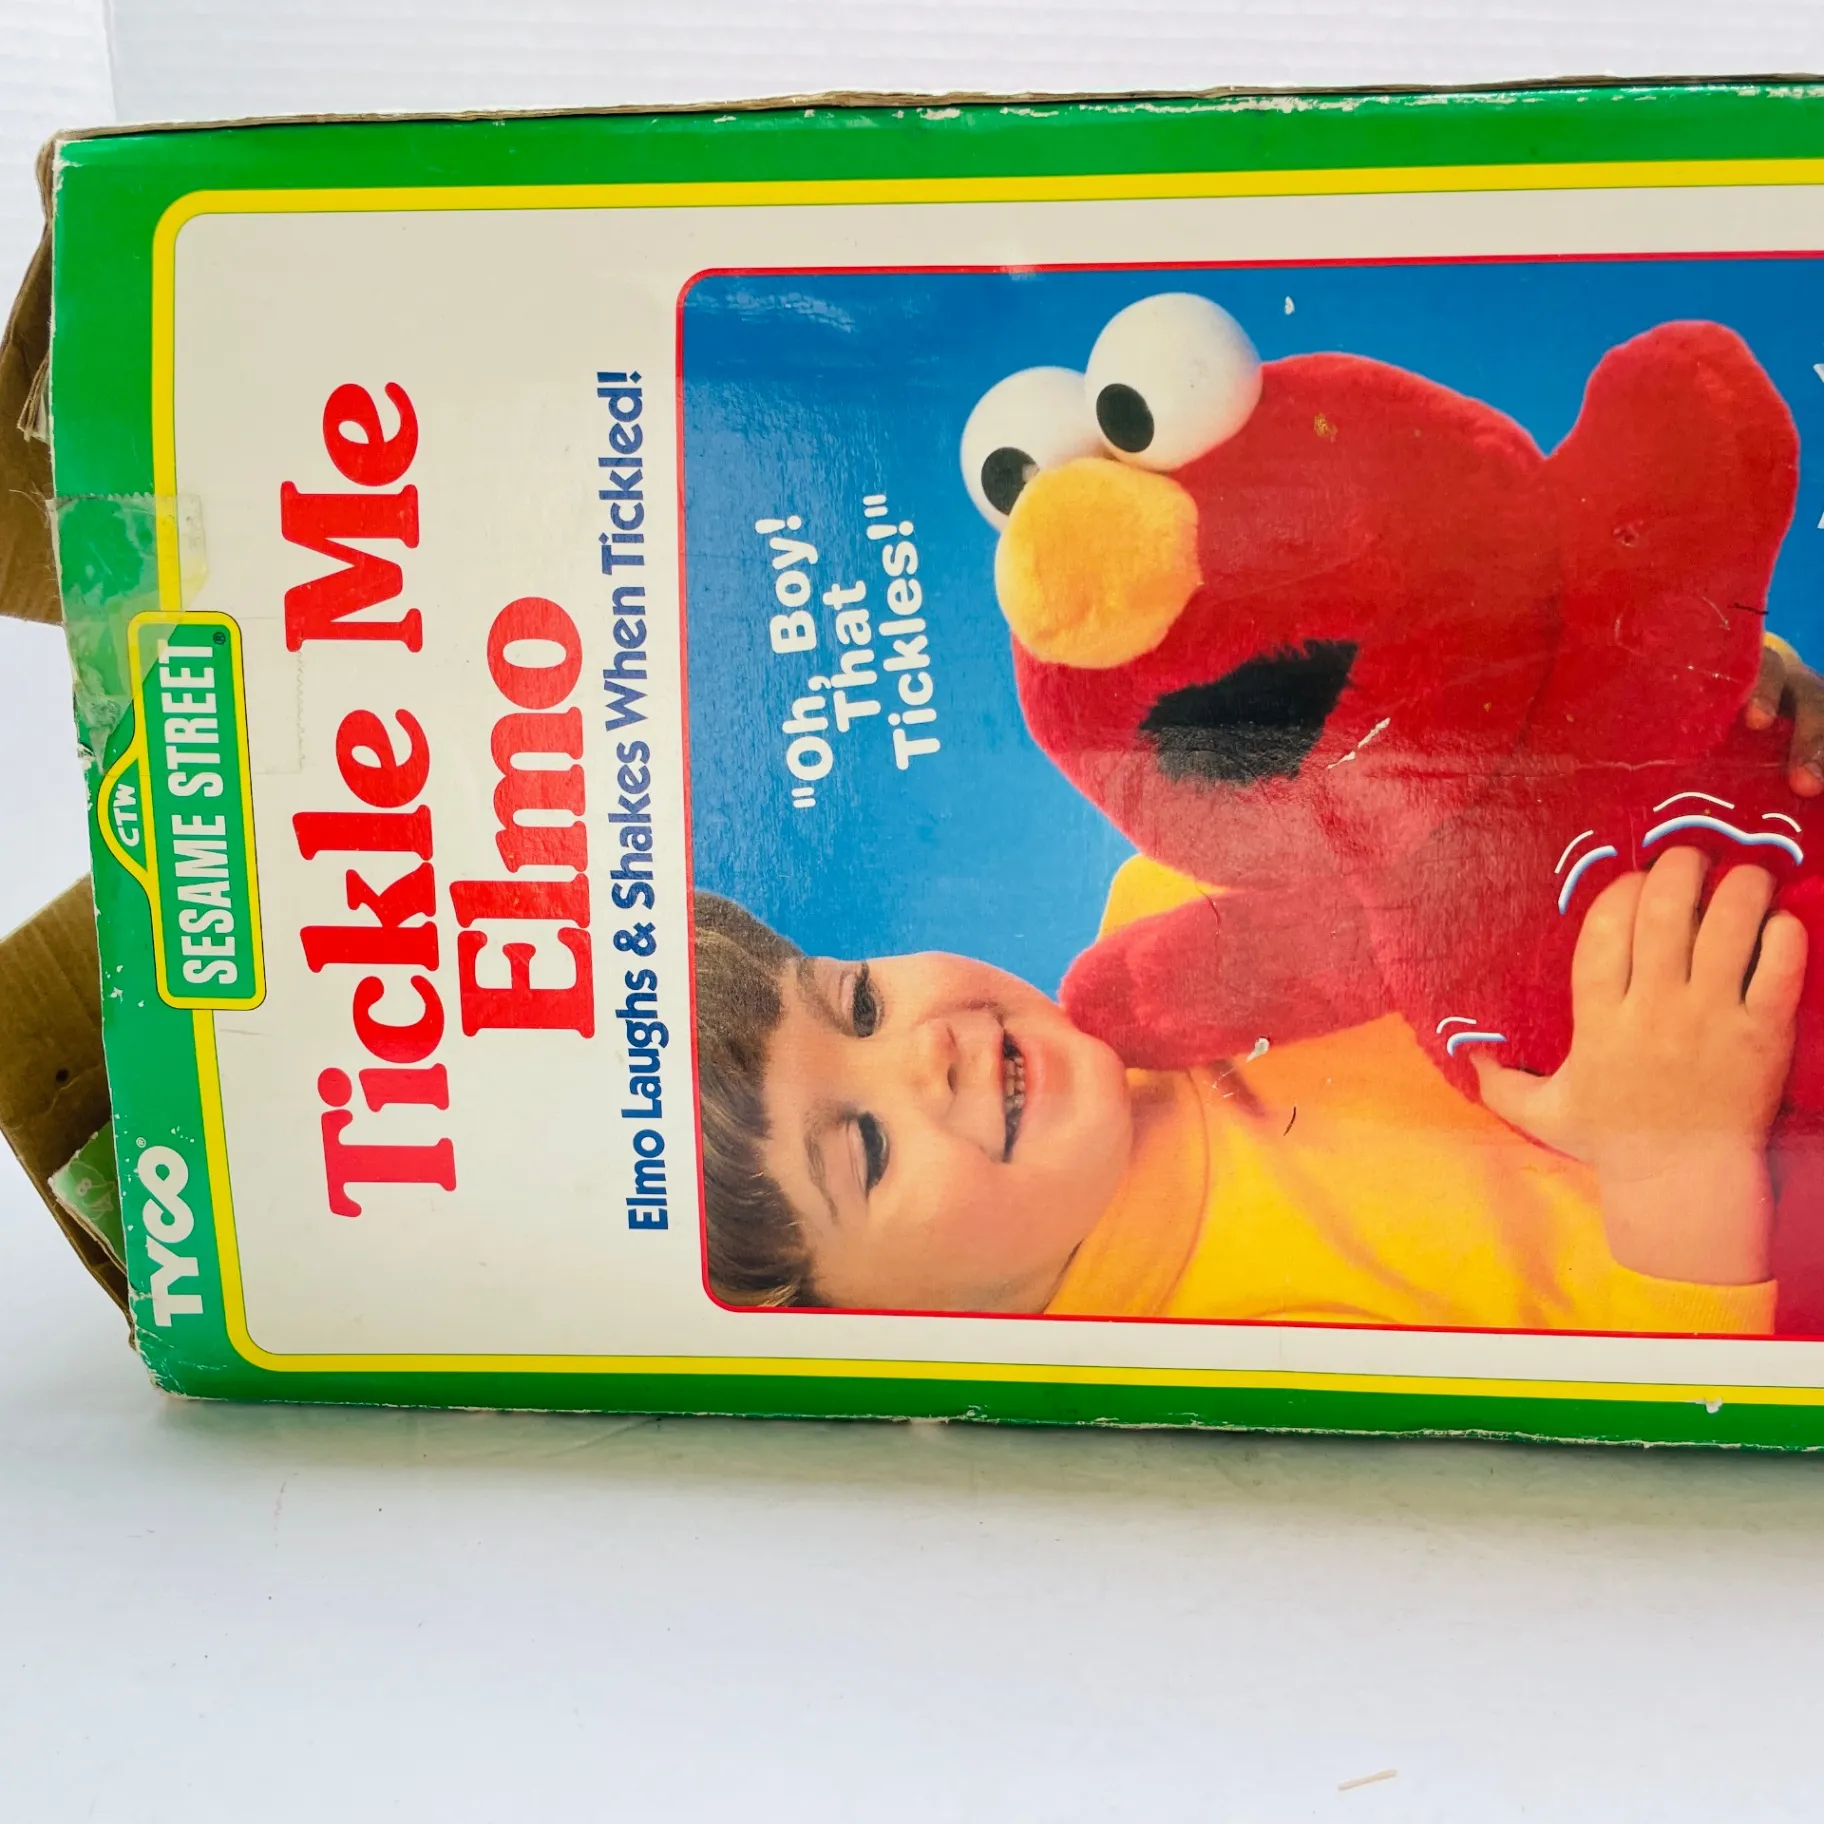 TYCO®
CTW
SESAME STREET®
Tickle Me
Elmo
Elmo Laughs & Shakes When Tickled!
"Oh, Boy!
That
Tickles!"